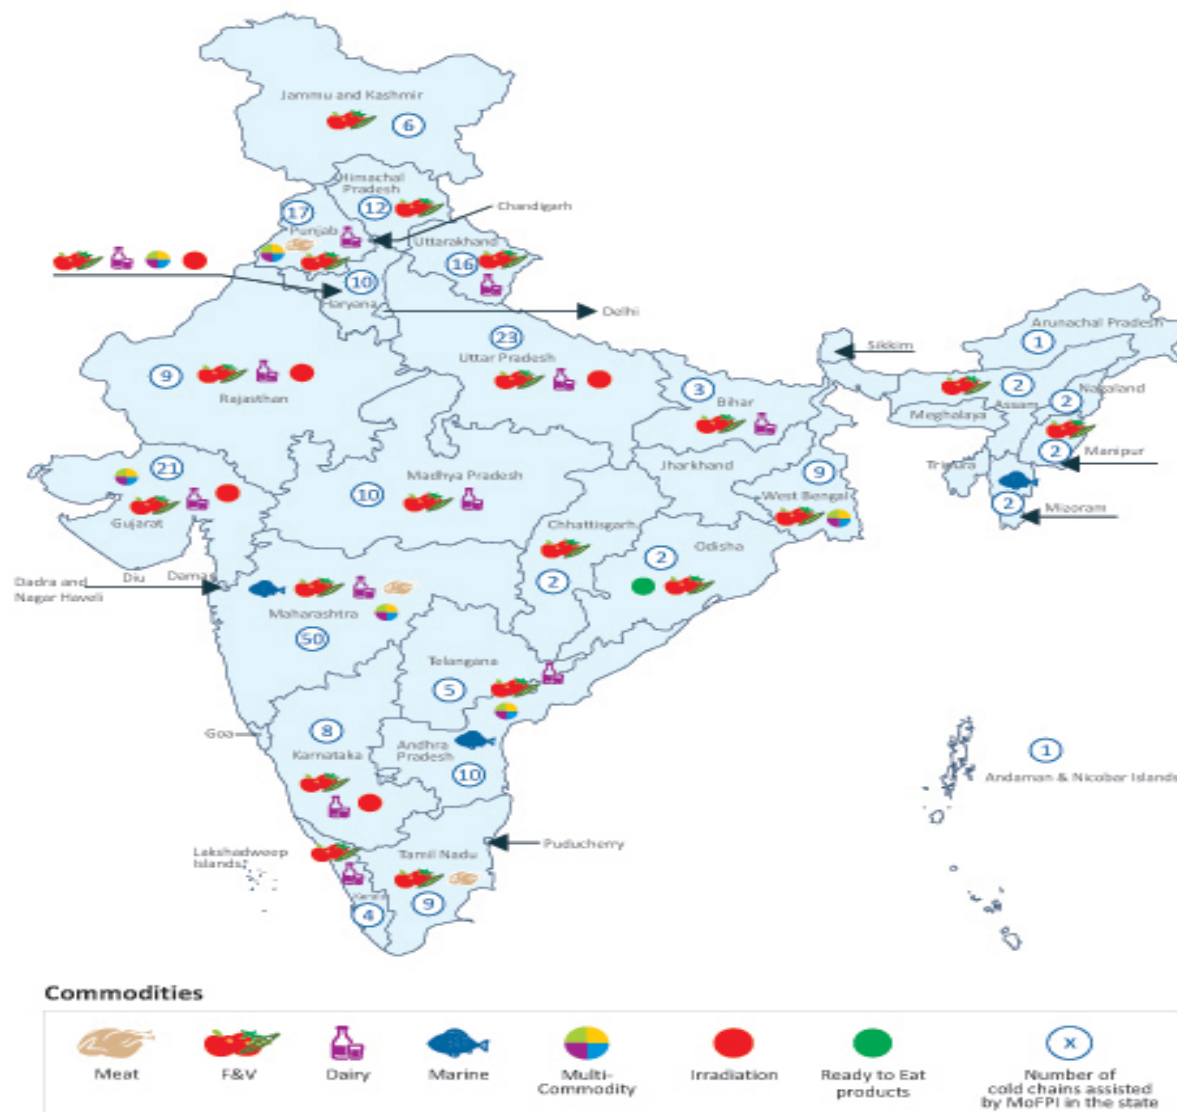 Jammu and Kashmir
6
Himachal
Pradesh
12
17
Punjab
Chandigarh
Uttarakhand
16
10
Haryana
Delhi
23
Uttar Pradesh
9
Rajasthan
3
Bihar
Sikkim
Arunachal Pradesh
1
2
Assam
Nagaland
2
Meghalaya
2
Manipur
Tripura
2
Mizoram
21
Gujarat
10
Madhya Pradesh
Jharkhand
9
West Bengal
Chhattisgarh
2
2
Odisha
Diu
Daman
Dadra and
Nagar Haveli
Maharashtra
50
Telangana
5
Goa
8
Karnataka
Andhra
Pradesh
10
1
Andaman & Nicobar Islands
Puducherry
Lakshadweep
Islands
Tamil Nadu
9
Kerala
4
Commodities
Meat
F&V
Dairy
Marine
Multi-
Commodity
Irradiation
Ready to Eat
products
X
Number of
cold chains assisted
by MoFPI in the state